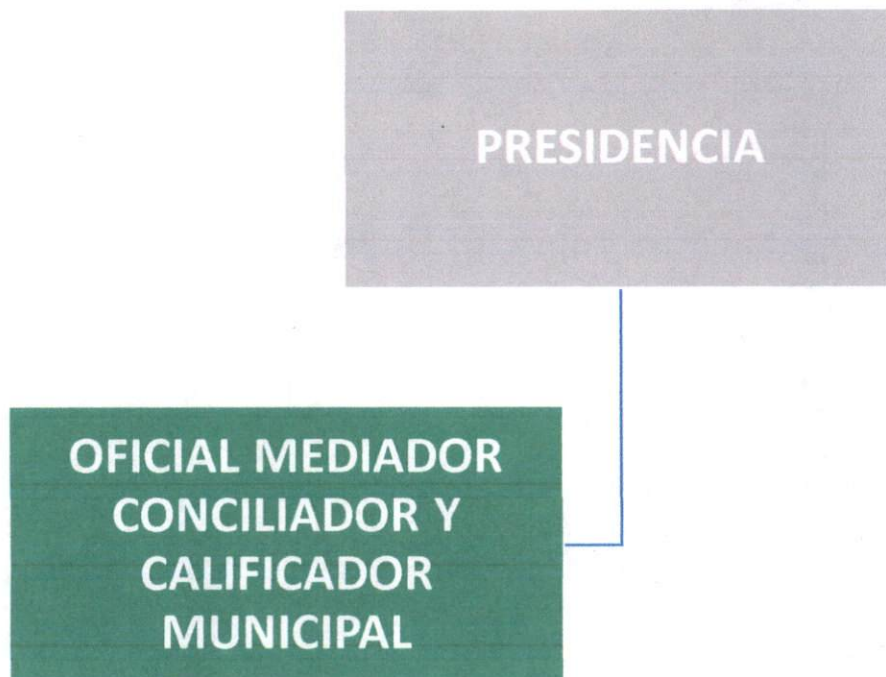 PRESIDENCIA
OFICIAL MEDIADOR
CONCILIADOR Y
CALIFICADOR
MUNICIPAL